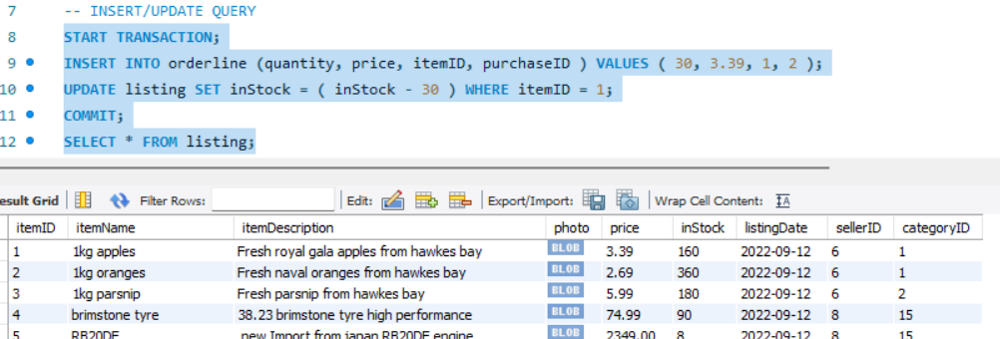 7 -- INSERT/UPDATE QUERY
8 START TRANSACTION;
9 INSERT INTO orderline (quantity, price, itemID, purchaseID ) VALUES ( 30, 3.39, 1, 2 );
10 UPDATE listing SET inStock = ( inStock - 30 ) WHERE itemID = 1;
11 COMMIT;
12 SELECT * FROM listing;
esult Grid Filter Rows: Edit: Export/Import: Wrap Cell Content: IA
itemID itemName itemDescription photo price inStock listingDate sellerID categoryID
1 1kg apples Fresh royal gala apples from hawkes bay BLOB 3.39 160 2022-09-12 6 1
2 1kg oranges Fresh naval oranges from hawkes bay BLOB 2.69 360 2022-09-12 6 1
3 1kg parsnip Fresh parsnip from hawkes bay BLOB 5.99 180 2022-09-12 6 2
4 brimstone tyre 38.23 brimstone tyre high performance BLOB 74.99 90 2022-09-12 8 15
5 RB20DE new Import from japan RB20DE engine BLOB 2349.00 8 2022-09-12 8 15